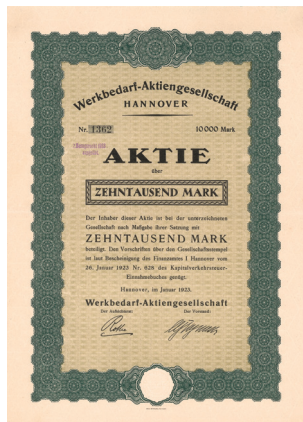 Werkbedarf-Aktiengesellschaft
HANNOVER
Nr. 1362 10000 Mark
AKTIE
über
ZEHNTAUSEND MARK
Der Inhaber dieser Aktie ist bei der unterzeichneten
Gesellschaft nach Maßgabe ihrer Satzung mit
ZEHNTAUSEND MARK
beteiligt. Den Vorschriften über den Gesellschaftsstempel
ist laut Bescheinigung des Finanzamtes I Hannover vom
26. Januar 1923 Nr. 628 des Kapitalverkehrsteuer-
Einnahmebuches genügt.
Hannover, im Januar 1923.
Werkbedarf-Aktiengesellschaft
Der Aufsichtsrat: Der Vorstand: